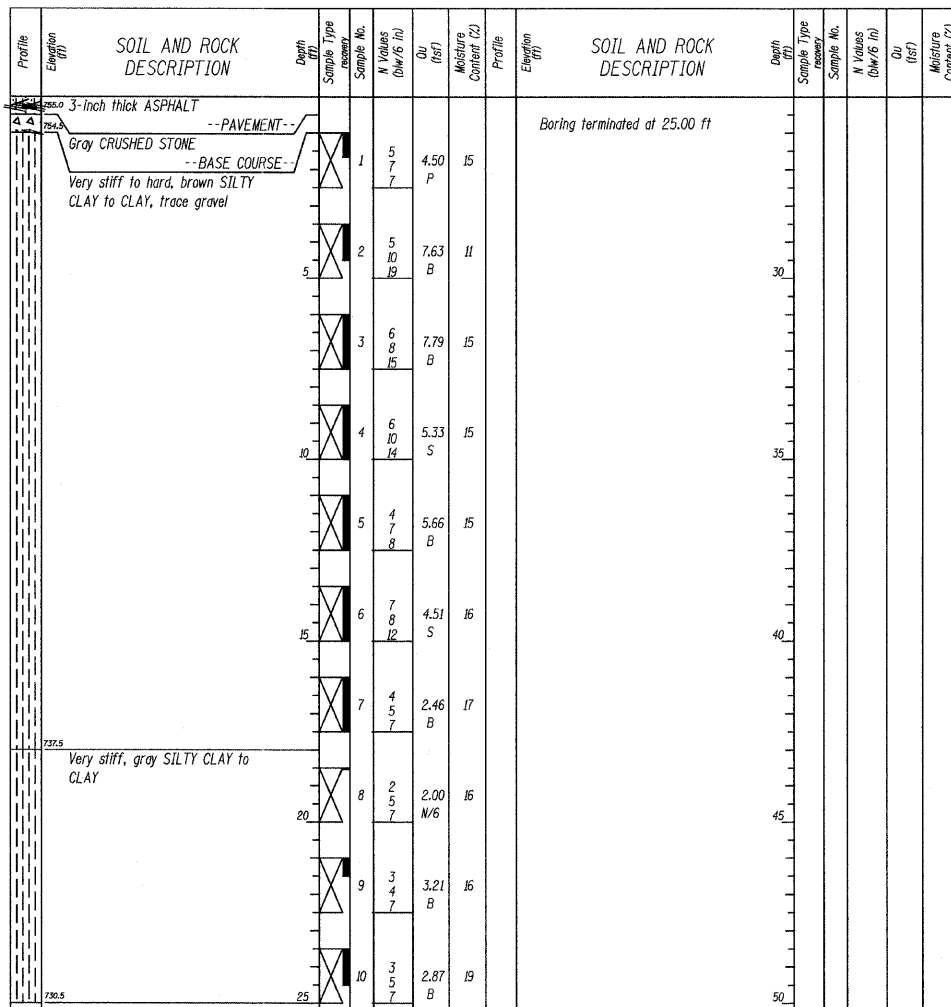 Profile
Elevation (ft)
SOIL AND ROCK
DESCRIPTION
Depth (ft)
Sample Type
recovery
Sample No.
N Values
(blw/6 in)
Qu
(tsf)
Moisture
Content (%)
Profile
Elevation (ft)
SOIL AND ROCK
DESCRIPTION
Depth (ft)
Sample Type
recovery
Sample No.
N Values
(blw/6 in)
Qu
(tsf)
Moisture
Content (%)
755.0 3-inch thick ASPHALT
--PAVEMENT--
754.5
Gray CRUSHED STONE
--BASE COURSE--
Very stiff to hard, brown SILTY
CLAY to CLAY, trace gravel
1 5 7 7 4.50 P 15
2 5 10 19 7.63 B 11
5
3 6 8 15 7.79 B 15
4 6 10 14 5.33 S 15
10
5 4 7 8 5.66 B 15
6 7 8 12 4.51 S 16
15
7 4 5 7 2.46 B 17
737.5
Very stiff, gray SILTY CLAY to
CLAY
8 2 5 7 2.00 N/6 16
20
9 3 4 7 3.21 B 16
10 3 5 7 2.87 B 19
730.5
25
Boring terminated at 25.00 ft
30
35
40
45
50